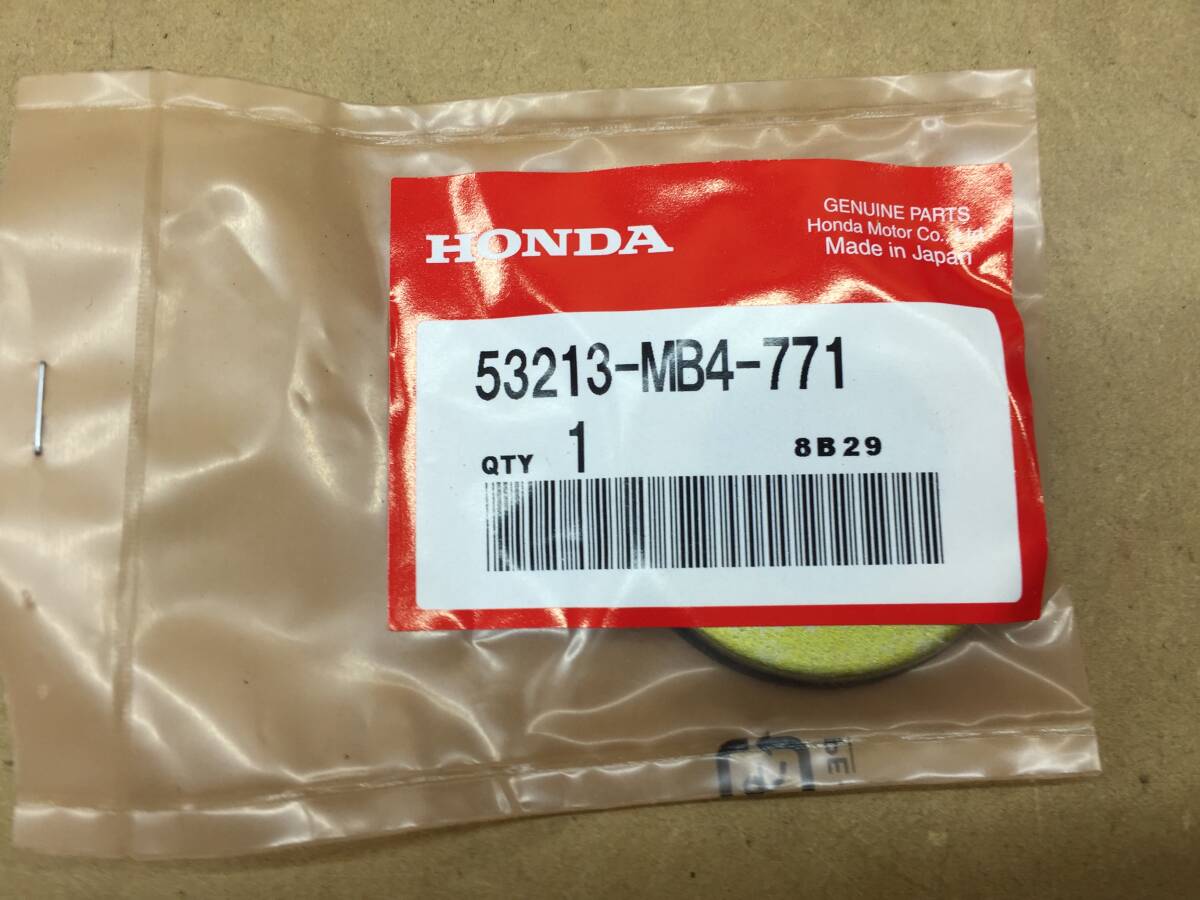 HONDA
GENUINE PARTS
Honda Motor Co., Ltd
Made in Japan
53213-MB4-771
QTY 1
8B29